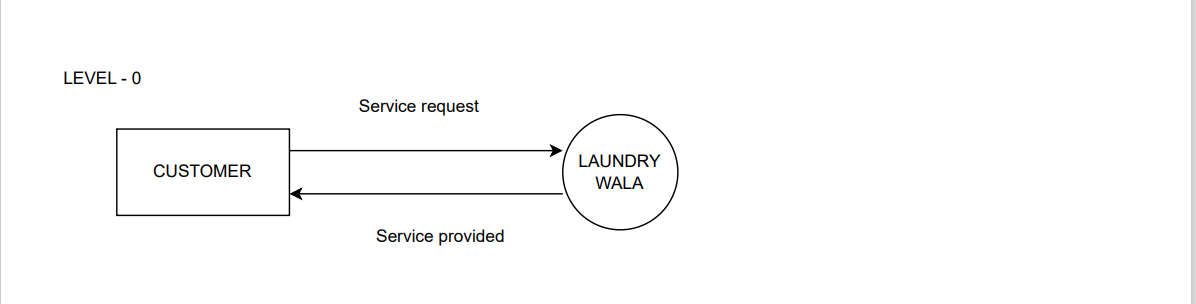 LEVEL - 0
Service request
CUSTOMER
LAUNDRY
WALA
Service provided